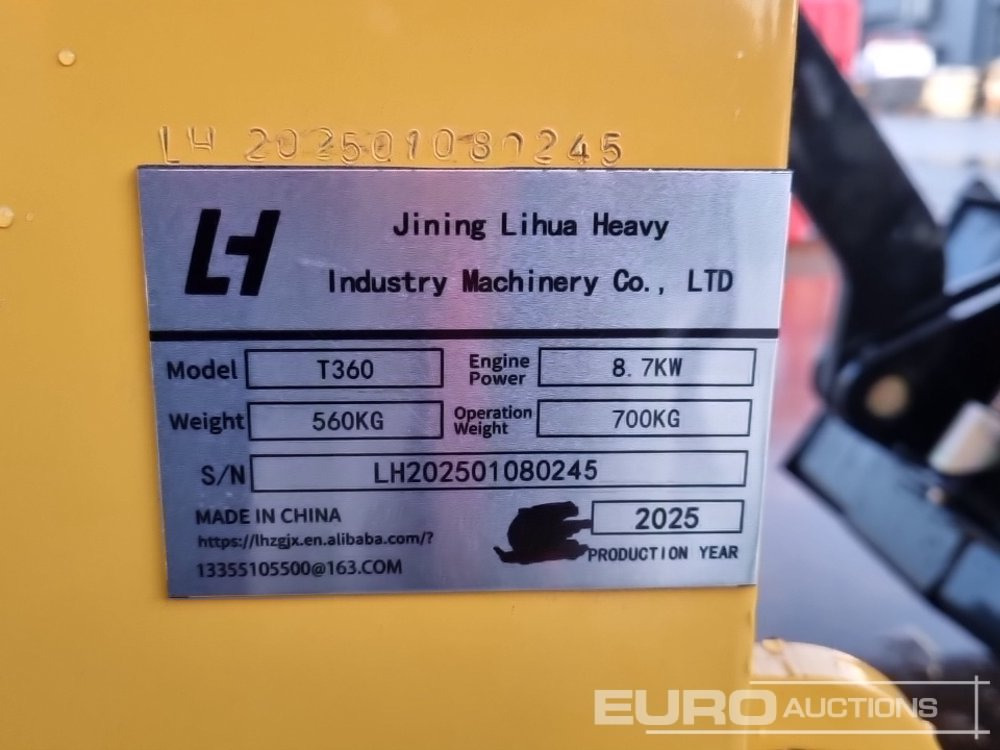 LH 202501080245
LH
Jining Lihua Heavy
Industry Machinery Co., LTD
Model T360 Engine Power 8.7KW
Weight 560KG Operation Weight 700KG
S/N LH202501080245
MADE IN CHINA
2025
https://lhzgjx.en.alibaba.com/?
PRODUCTION YEAR
13355105500@163.COM
EURO AUCTIONS